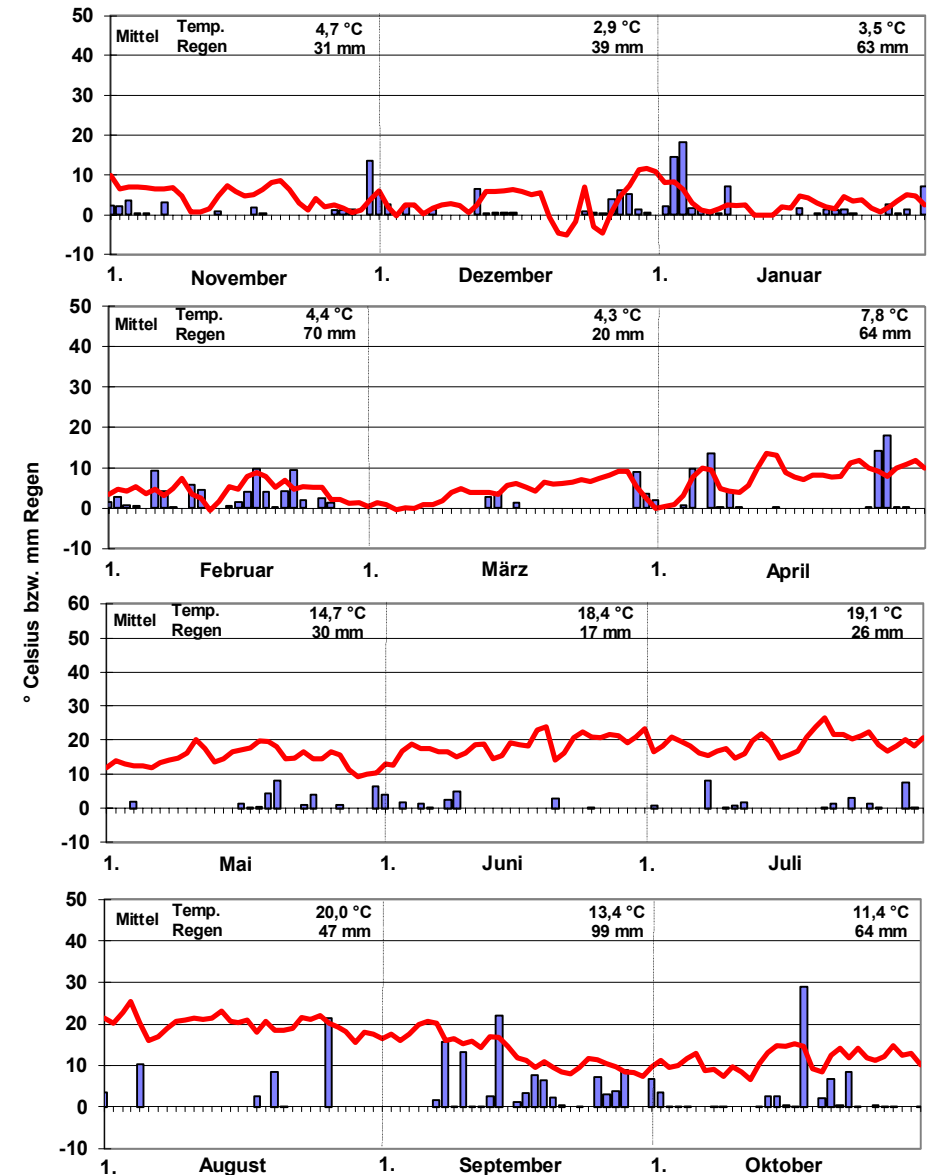 ° Celsius bzw. mm Regen
50
40
30
20
10
0
-10
Mittel Temp. 4,7 °C 2,9 °C 3,5 °C
Regen 31 mm 39 mm 63 mm
1. November 1. Dezember 1. Januar
50
40
30
20
10
0
-10
Mittel Temp. 4,4 °C 4,3 °C 7,8 °C
Regen 70 mm 20 mm 64 mm
1. Februar 1. März 1. April
60
50
40
30
20
10
0
-10
Mittel Temp. 14,7 °C 18,4 °C 19,1 °C
Regen 30 mm 17 mm 26 mm
1. Mai 1. Juni 1. Juli
50
40
30
20
10
0
-10
Mittel Temp. 20,0 °C 13,4 °C 11,4 °C
Regen 47 mm 99 mm 64 mm
1. August 1. September 1. Oktober